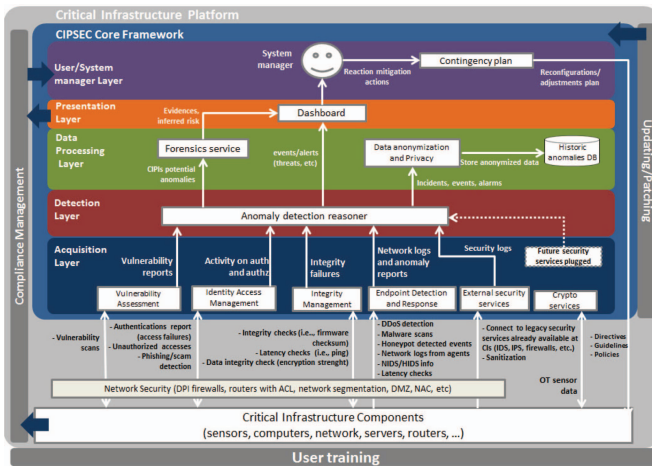 Critical Infrastructure Platform
CIPSEC Core Framework
User/System
manager Layer
System
manager
Reaction mitigation
actions
Contingency plan
Reconfigurations/
adjustments plan
Presentation
Layer
Evidences,
inferred risk
Dashboard
Data
Processing
Layer
Forensics service
CIPIs potential
anomalies
events/alerts
(threats, etc)
Data anonymization
and Privacy
Store anonymized data
Historic
anomalies DB
Incidents, events, alarms
Detection
Layer
Anomaly detection reasoner
Acquisition
Layer
Vulnerability
reports
Activity on auth
and authz
Integrity
failures
Network logs
and anomaly
reports
Security logs
Future security
services plugged
Vulnerability
Assessment
Identity Access
Management
Integrity
Management
Endpoint Detection
and Response
External security
services
Crypto
services
- Vulnerability
scans
- Authentications report
(access failures)
- Unauthorized accesses
- Phishing/scam
detection
- Integrity checks (i.e.., firmware
checksum)
- Latency checks (i.e., ping)
- Data integrity check (encryption strenght)
- DDoS detection
- Malware scans
- Honeypot detected events
- Network logs from agents
- NIDS/HIDS info
- Latency checks
- Connect to legacy security
services already available at
CIs (IDS, IPS, firewalls, etc.)
- Sanitization
- Directives
- Guidelines
- Policies
OT sensor
data
Network Security (DPI firewalls, routers with ACL, network segmentation, DMZ, NAC, etc)
Critical Infrastructure Components
(sensors, computers, network, servers, routers, ...)
User training
Compliance Management
Updating/Patching